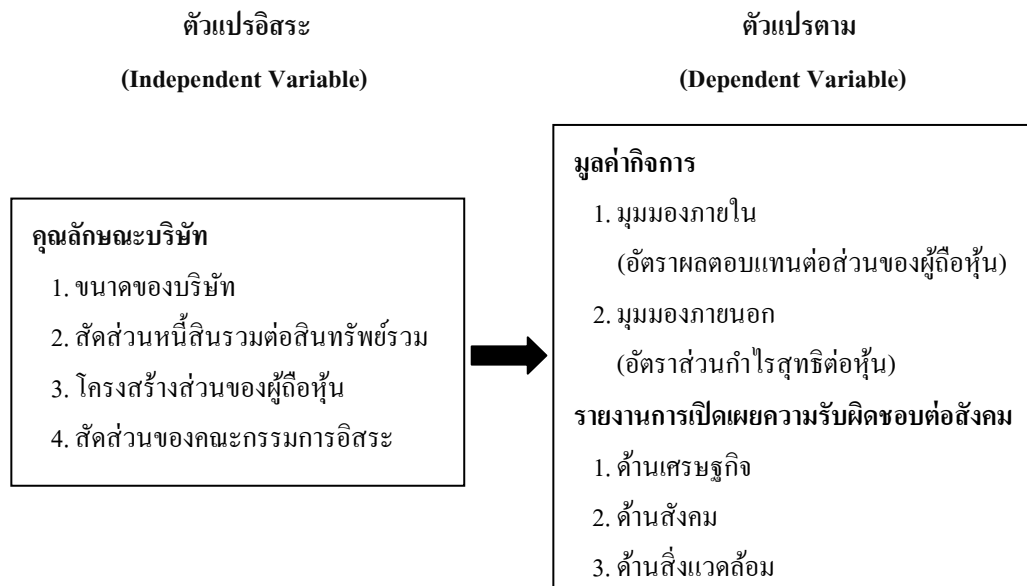 ตัวแปรอิสระ
(Independent Variable)
ตัวแปรตาม
(Dependent Variable)
คุณลักษณะบริษัท
1. ขนาดของบริษัท
2. สัดส่วนหนี้สินรวมต่อสินทรัพย์รวม
3. โครงสร้างส่วนของผู้ถือหุ้น
4. สัดส่วนของคณะกรรมการอิสระ
มูลค่ากิจการ
1. มุมมองภายใน
(อัตราผลตอบแทนต่อส่วนของผู้ถือหุ้น)
2. มุมมองภายนอก
(อัตราส่วนกำไรสุทธิต่อหุ้น)
รายงานการเปิดเผยความรับผิดชอบต่อสังคม
1. ด้านเศรษฐกิจ
2. ด้านสังคม
3. ด้านสิ่งแวดล้อม